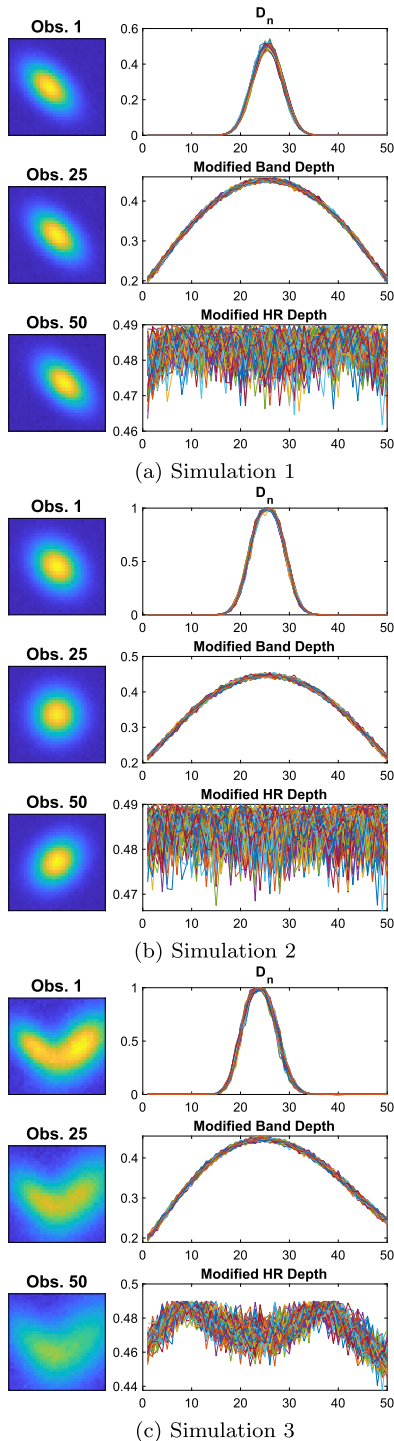 Obs. 1
D_n
0.6
0.4
0.2
0
0 10 20 30 40 50
Obs. 25
Modified Band Depth
0.4
0.3
0.2
0 10 20 30 40 50
Obs. 50
Modified HR Depth
0.49
0.48
0.47
0.46
0 10 20 30 40 50
(a) Simulation 1
Obs. 1
D_n
1
0.5
0
0 10 20 30 40 50
Obs. 25
Modified Band Depth
0.5
0.4
0.3
0.2
0 10 20 30 40 50
Obs. 50
Modified HR Depth
0.49
0.48
0.47
0 10 20 30 40 50
(b) Simulation 2
Obs. 1
D_n
1
0.5
0
0 10 20 30 40 50
Obs. 25
Modified Band Depth
0.4
0.3
0.2
0 10 20 30 40 50
Obs. 50
Modified HR Depth
0.5
0.48
0.46
0.44
0 10 20 30 40 50
(c) Simulation 3